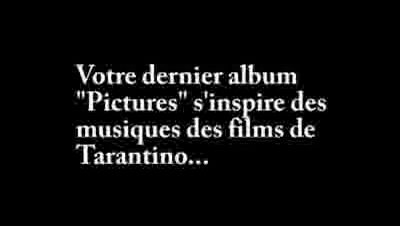 Votre dernier album
"Pictures" s'inspire des
musiques des films de
Tarantino...